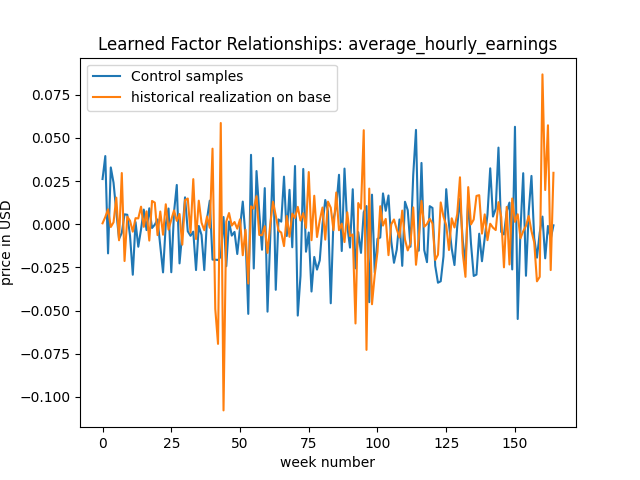 Learned Factor Relationships: average_hourly_earnings
Control samples
historical realization on base
price in USD
0.075
0.050
0.025
0.000
−0.025
−0.050
−0.075
−0.100
0 25 50 75 100 125 150
week number